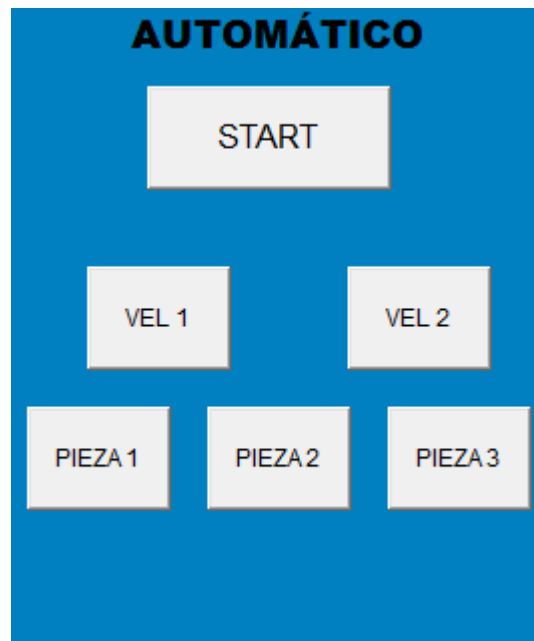 AUTOMÁTICO
START
VEL 1
VEL 2
PIEZA 1
PIEZA 2
PIEZA 3